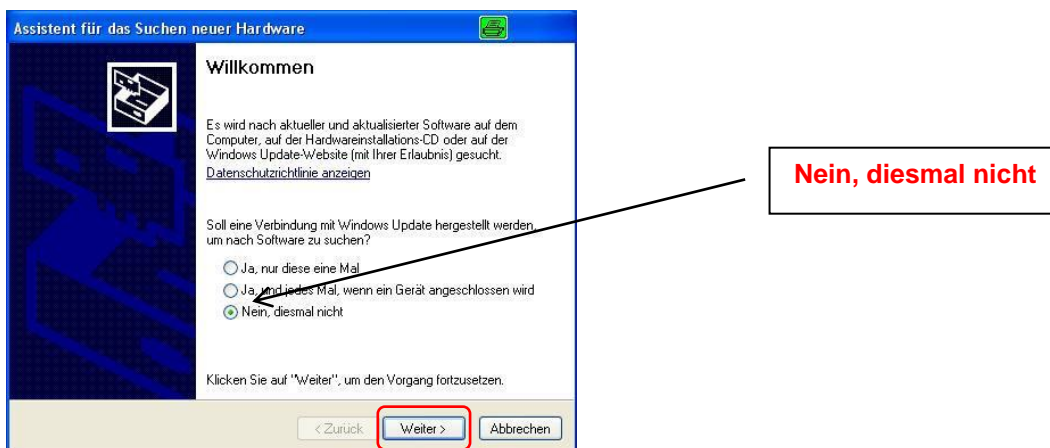 Assistent für das Suchen neuer Hardware
Willkommen
Es wird nach aktueller und aktualisierter Software auf dem
Computer, auf der Hardwareinstallations-CD oder auf der
Windows Update-Website (mit Ihrer Erlaubnis) gesucht.
Datenschutzrichtlinie anzeigen
Nein, diesmal nicht
Soll eine Verbindung mit Windows Update hergestellt werden,
um nach Software zu suchen?
Ja, nur diese eine Mal
Ja, und jedes Mal, wenn ein Gerät angeschlossen wird
Nein, diesmal nicht
Klicken Sie auf "Weiter", um den Vorgang fortzusetzen.
< Zurück Weiter > Abbrechen